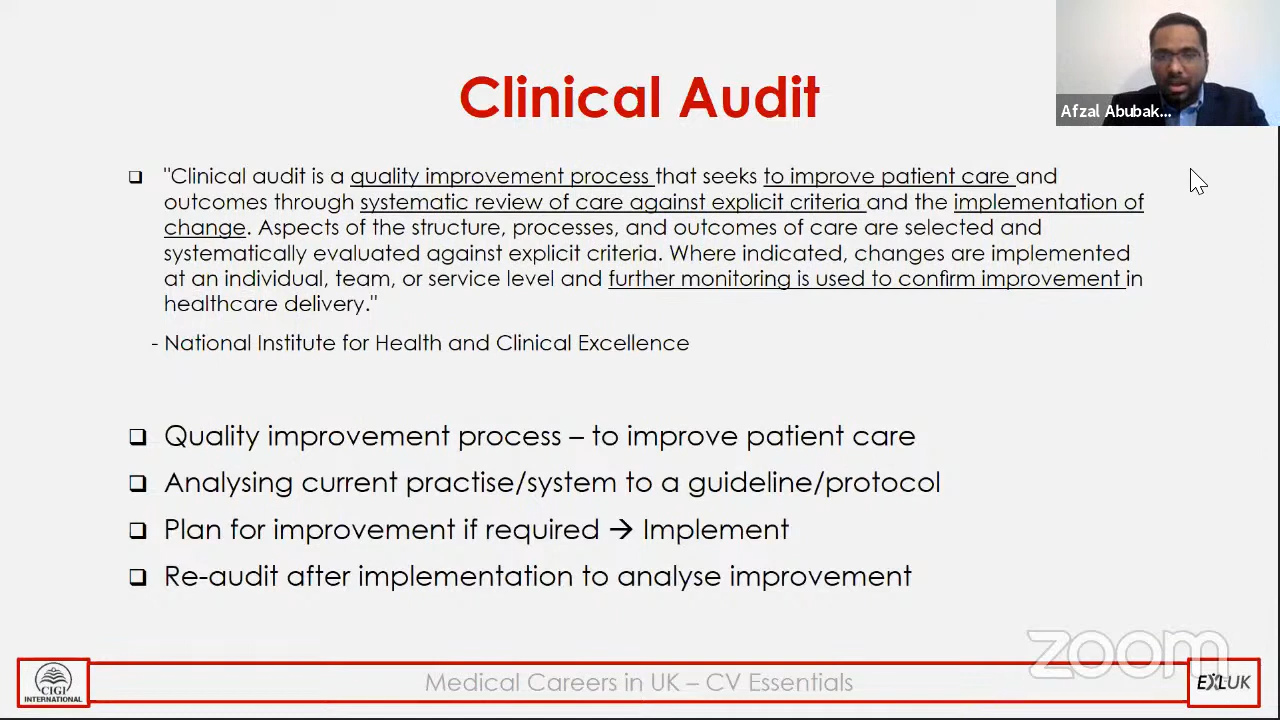 Clinical Audit
Afzal Abubak...
"Clinical audit is a quality improvement process that seeks to improve patient care and
outcomes through systematic review of care against explicit criteria and the implementation of
change. Aspects of the structure, processes, and outcomes of care are selected and
systematically evaluated against explicit criteria. Where indicated, changes are implemented
at an individual, team, or service level and further monitoring is used to confirm improvement in
healthcare delivery."
- National Institute for Health and Clinical Excellence
Quality improvement process – to improve patient care
Analysing current practise/system to a guideline/protocol
Plan for improvement if required → Implement
Re-audit after implementation to analyse improvement
zoom
CIGI
INTERNATIONAL
Medical Careers in UK – CV Essentials
EXLUK